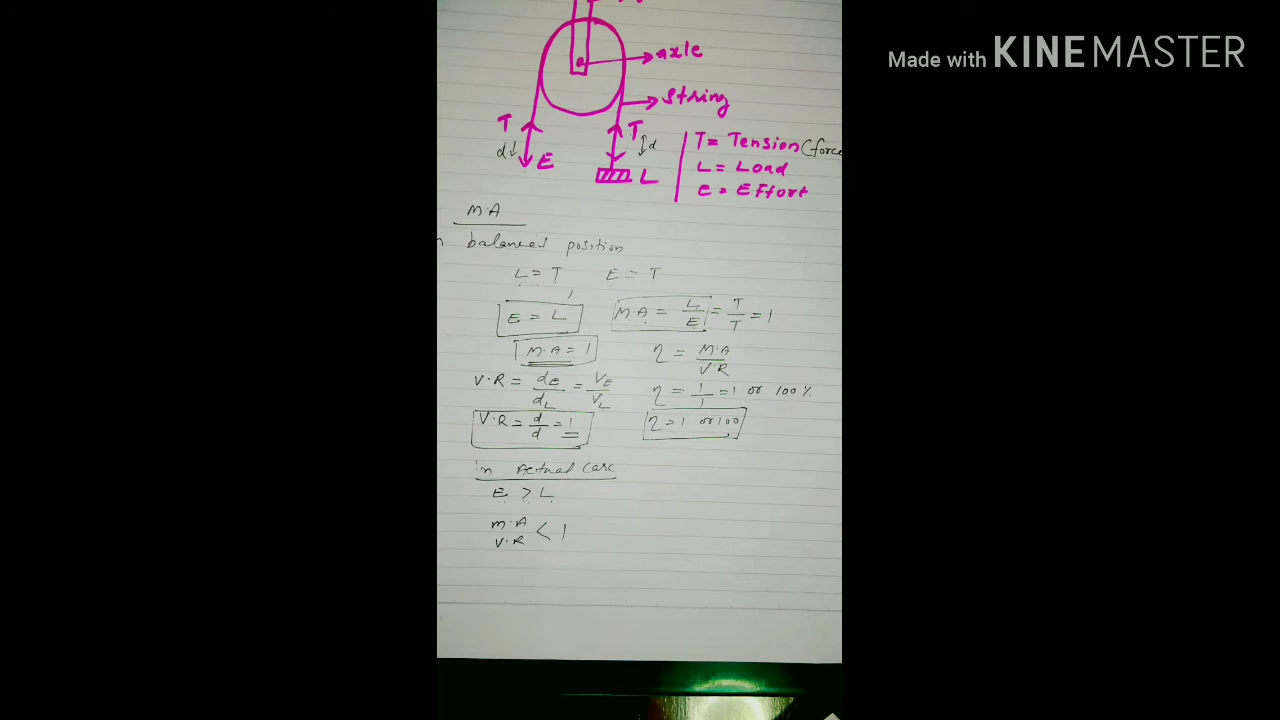 Made with KINEMASTER
axle
string
T
T
d
d
E
L
T = Tension (force
L = Load
E = Effort
M.A
balanced position
L = T E = T
E = L
M.A = L/E = T/T = 1
M.A = 1
η = M.A/V.R
V.R = dE/dL = VE/VL
η = 1/1 = 1 or 100%
V.R = d/d = 1
η = 1 or 100
in Actual Case
E > L
M.A/V.R < 1